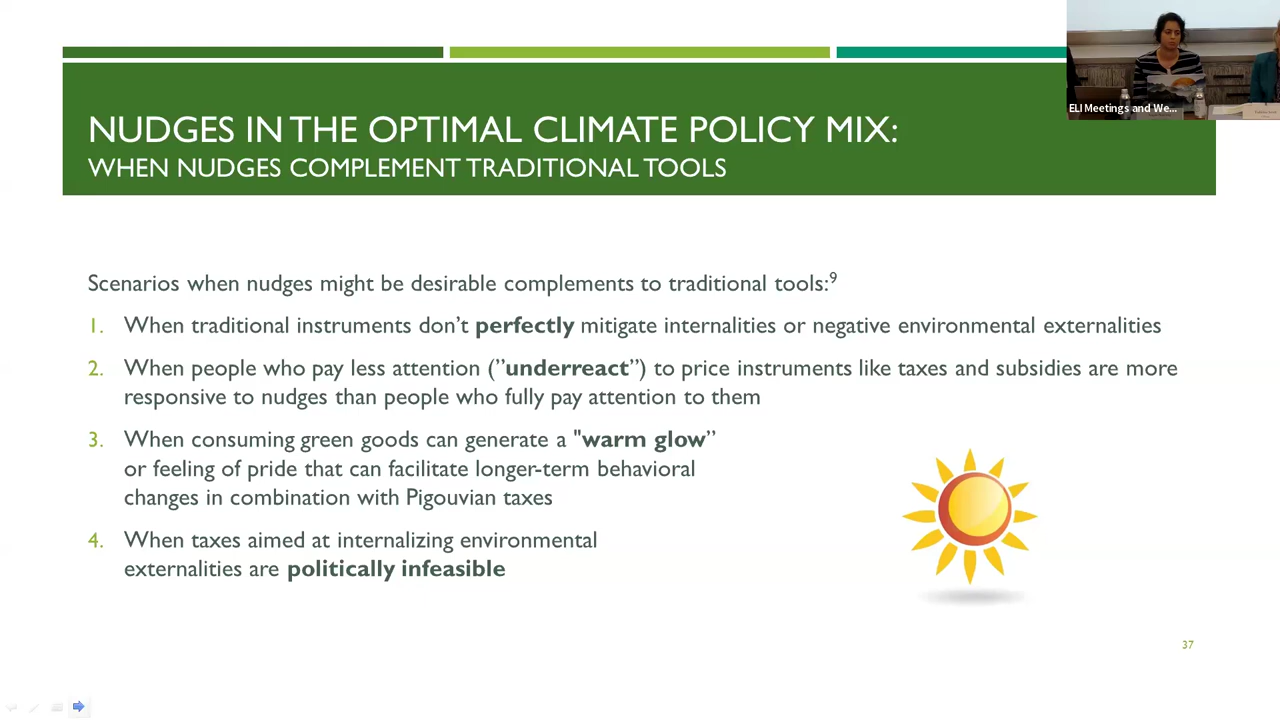 ELI Meetings and We...
NUDGES IN THE OPTIMAL CLIMATE POLICY MIX:
WHEN NUDGES COMPLEMENT TRADITIONAL TOOLS
Scenarios when nudges might be desirable complements to traditional tools:⁹
1. When traditional instruments don’t perfectly mitigate internalities or negative environmental externalities
2. When people who pay less attention (”underreact”) to price instruments like taxes and subsidies are more
responsive to nudges than people who fully pay attention to them
3. When consuming green goods can generate a "warm glow”
or feeling of pride that can facilitate longer-term behavioral
changes in combination with Pigouvian taxes
4. When taxes aimed at internalizing environmental
externalities are politically infeasible
37